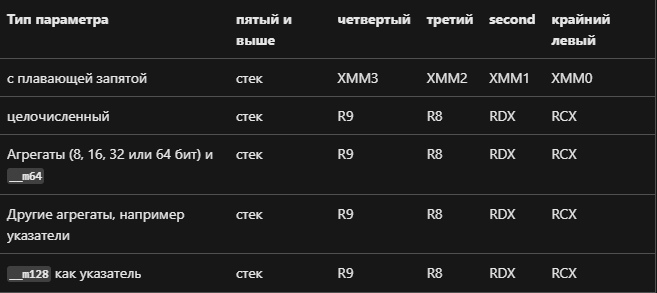 Тип параметра пятый и выше четвертый третий second крайний левый
с плавающей запятой стек XMM3 XMM2 XMM1 XMM0
целочисленный стек R9 R8 RDX RCX
Агрегаты (8, 16, 32 или 64 бит) и __m64 стек R9 R8 RDX RCX
Другие агрегаты, например указатели стек R9 R8 RDX RCX
__m128 как указатель стек R9 R8 RDX RCX